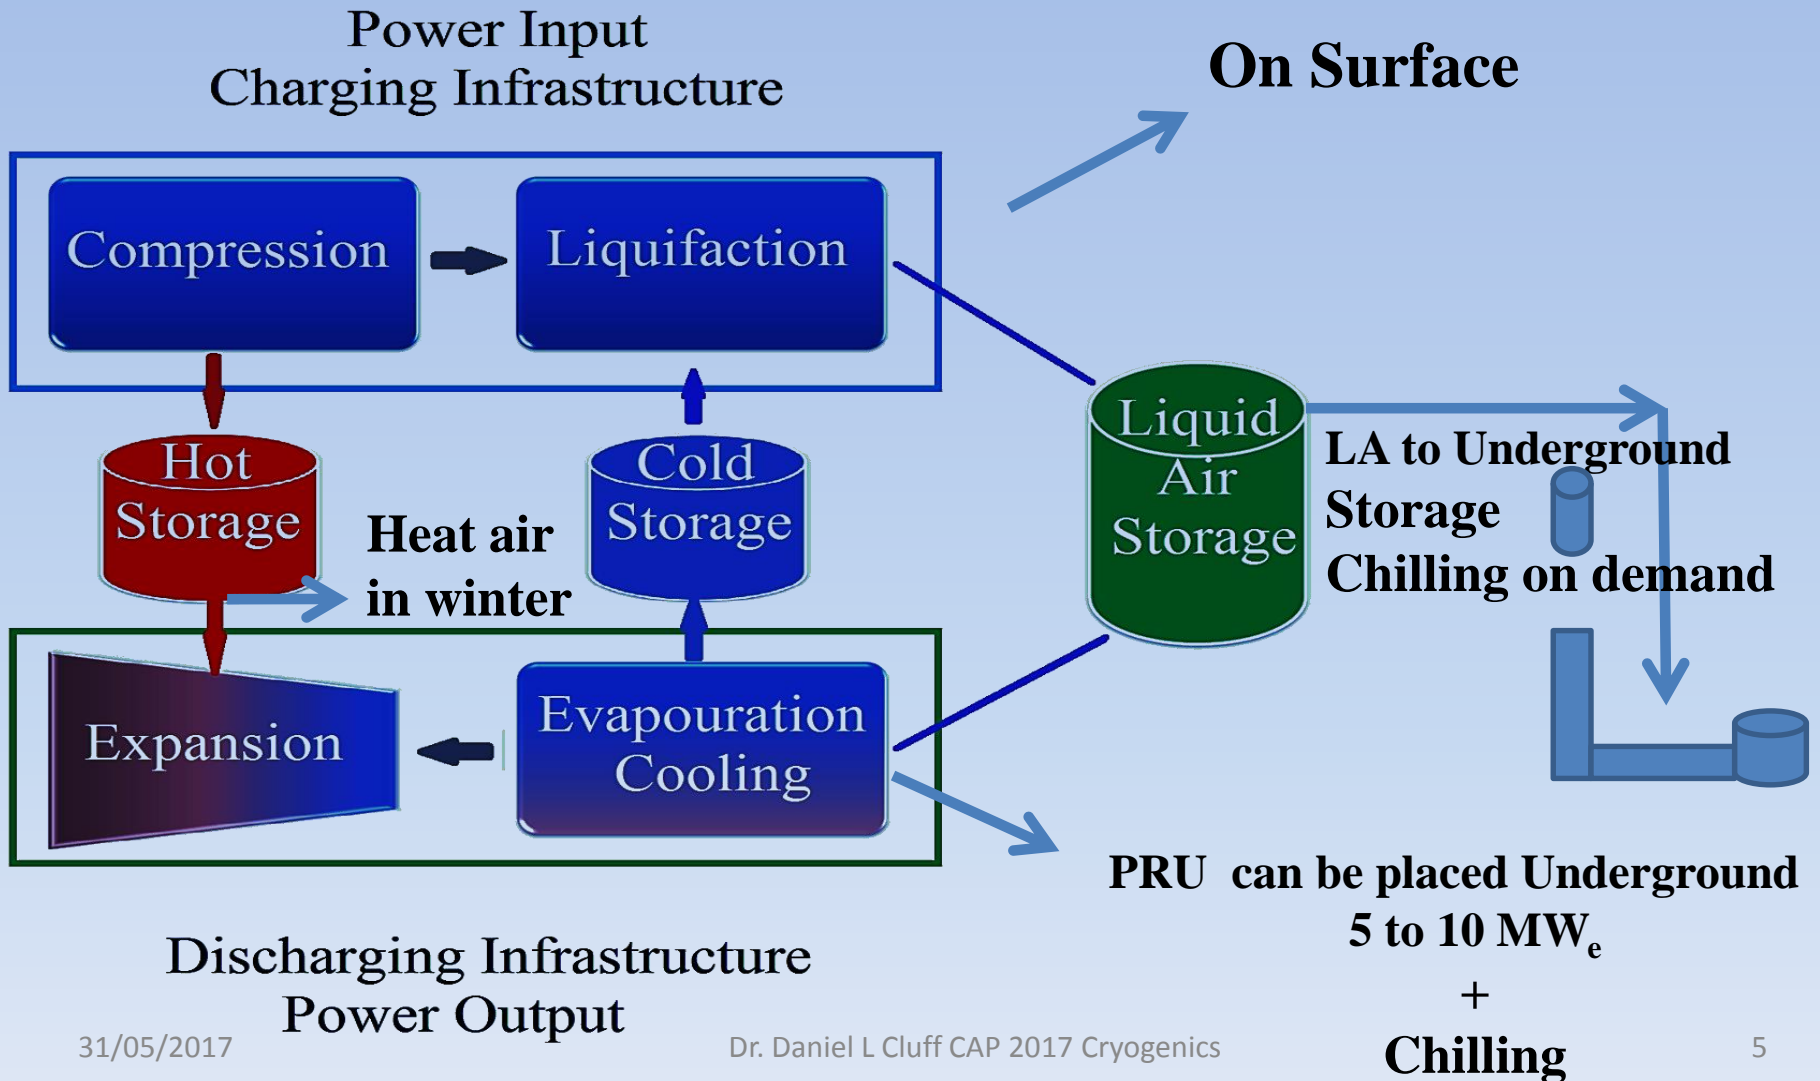 Power Input
Charging Infrastructure
On Surface
Compression
Liquifaction
Hot
Storage
Heat air
in winter
Cold
Storage
Liquid
Air
Storage
LA to Underground
Storage
Chilling on demand
Expansion
Evapouration
Cooling
PRU can be placed Underground
5 to 10 MWₑ
+
Chilling
Discharging Infrastructure
Power Output
31/05/2017
Dr. Daniel L Cluff CAP 2017 Cryogenics
5